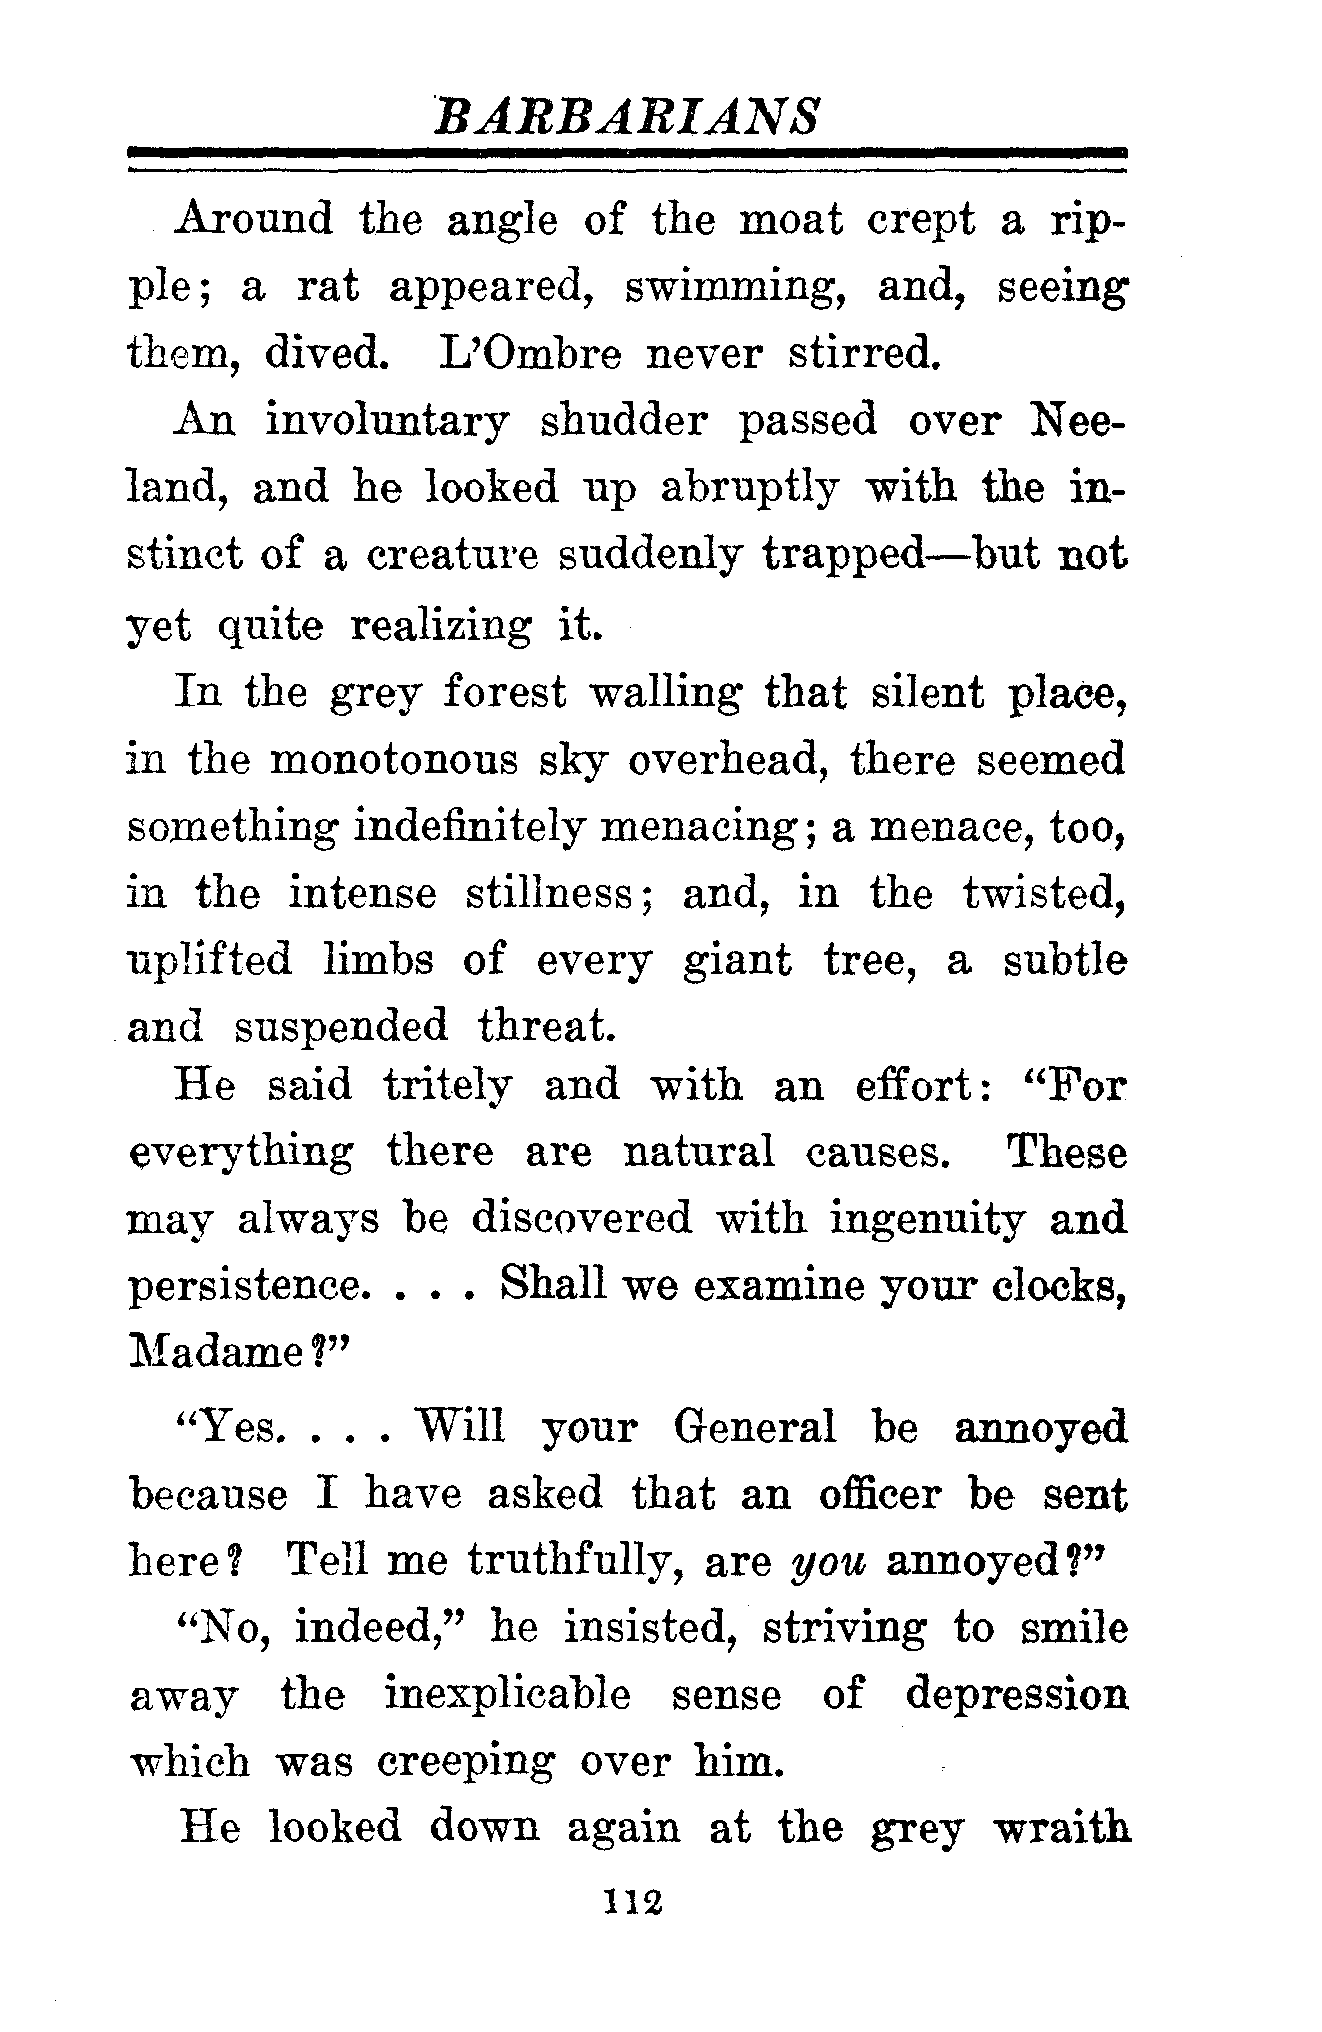 BARBARIANS
Around the angle of the moat crept a rip-
ple; a rat appeared, swimming, and, seeing
them, dived. L'Ombre never stirred.
An involuntary shudder passed over Nee-
land, and he looked up abruptly with the in-
stinct of a creature suddenly trapped—but not
yet quite realizing it.
In the grey forest walling that silent place,
in the monotonous sky overhead, there seemed
something indefinitely menacing; a menace, too,
in the intense stillness; and, in the twisted,
uplifted limbs of every giant tree, a subtle
and suspended threat.
He said tritely and with an effort: "For
everything there are natural causes. These
may always be discovered with ingenuity and
persistence. . . . Shall we examine your clocks,
Madame?"
"Yes. . . . Will your General be annoyed
because I have asked that an officer be sent
here? Tell me truthfully, are you annoyed?"
"No, indeed," he insisted, striving to smile
away the inexplicable sense of depression
which was creeping over him.
He looked down again at the grey wraith
112